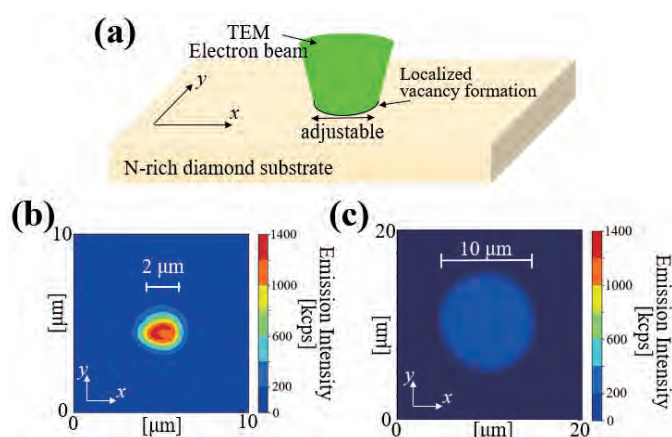 (a)
TEM
Electron beam
Localized
vacancy formation
y
x
adjustable
N-rich diamond substrate
(b)
10
[μm]
2 μm
y
x
0
0
[μm]
10
1400
1000
600
200
0
Emission Intensity
[kcps]
(c)
20
[μm]
10 μm
y
x
0
0
[μm]
20
1400
1000
600
200
0
Emission Intensity
[kcps]